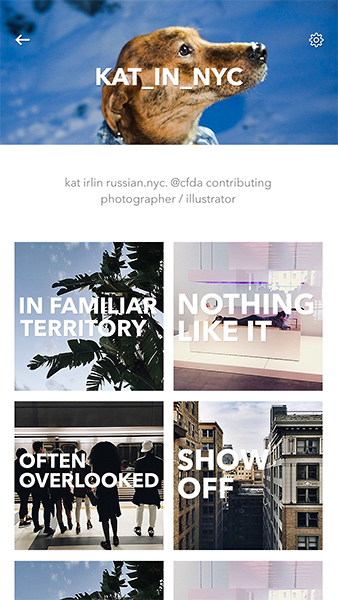 KAT_IN_NYC
kat irlin russian.nyc. @cfda contributing
photographer / illustrator
IN FAMILIAR
TERRITORY
NOTHING
LIKE IT
OFTEN
OVERLOOKED
SHOW
OFF